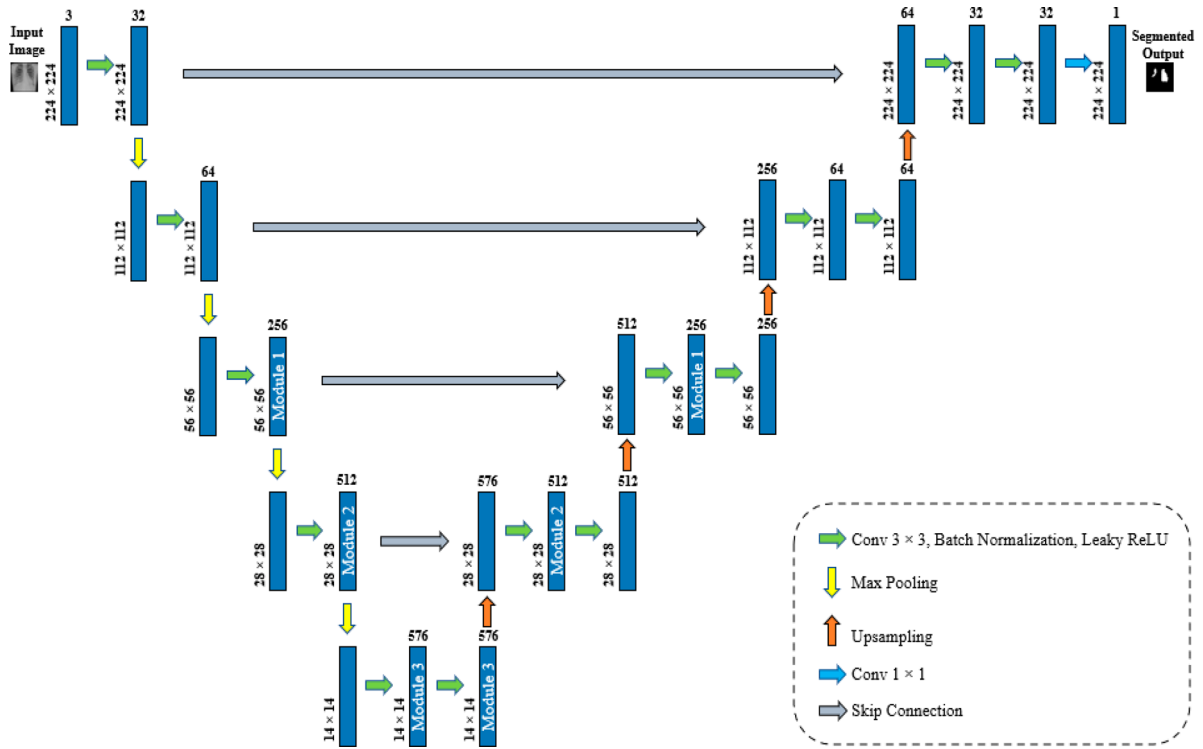 Input
Image
3
224 × 224
32
224 × 224
64
224 × 224
32
224 × 224
32
224 × 224
1
224 × 224
Segmented
Output
112 × 112
64
112 × 112
256
112 × 112
64
112 × 112
64
112 × 112
56 × 56
256
56 × 56
Module 1
512
56 × 56
256
56 × 56
Module 1
256
56 × 56
28 × 28
512
28 × 28
Module 2
576
28 × 28
512
28 × 28
Module 2
512
28 × 28
14 × 14
576
14 × 14
Module 3
576
14 × 14
Module 3
Conv 3 × 3, Batch Normalization, Leaky ReLU
Max Pooling
Upsampling
Conv 1 × 1
Skip Connection